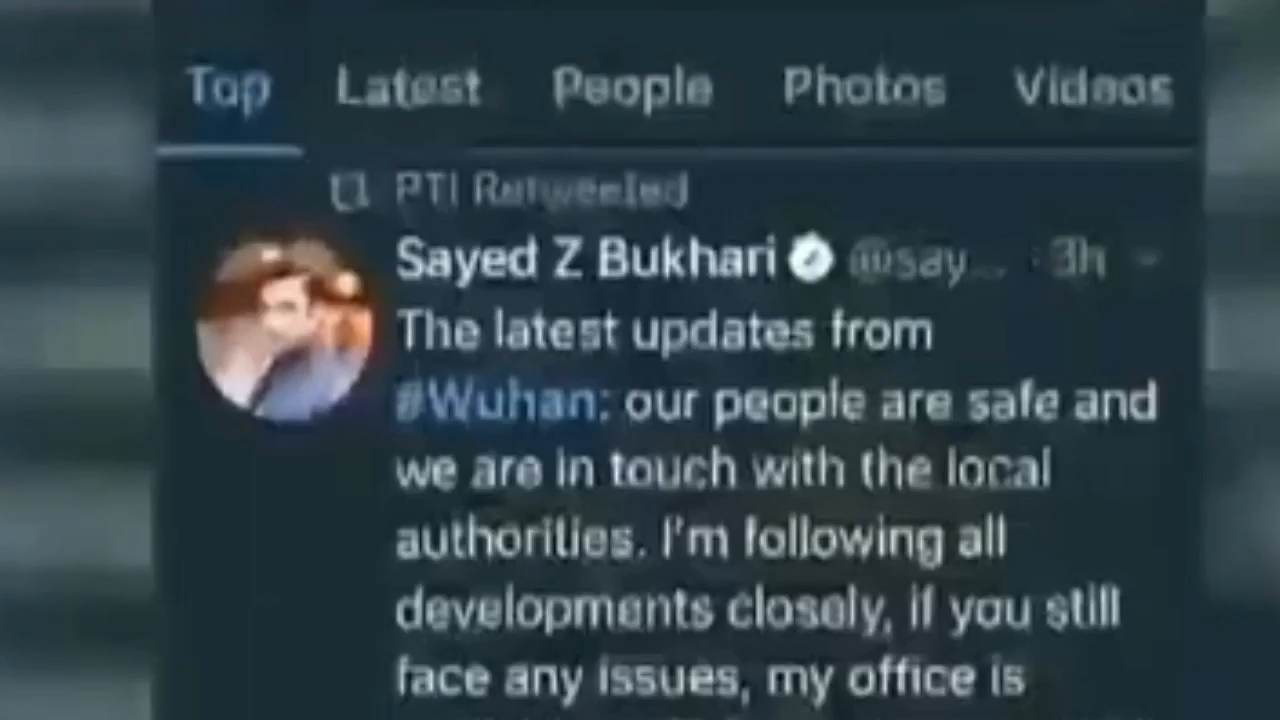 Top Latest People Photos Videos
PTI Retweeted
Sayed Z Bukhari @say... · 3h
The latest updates from
#Wuhan: our people are safe and
we are in touch with the local
authorities. I'm following all
developments closely, if you still
face any issues, my office is